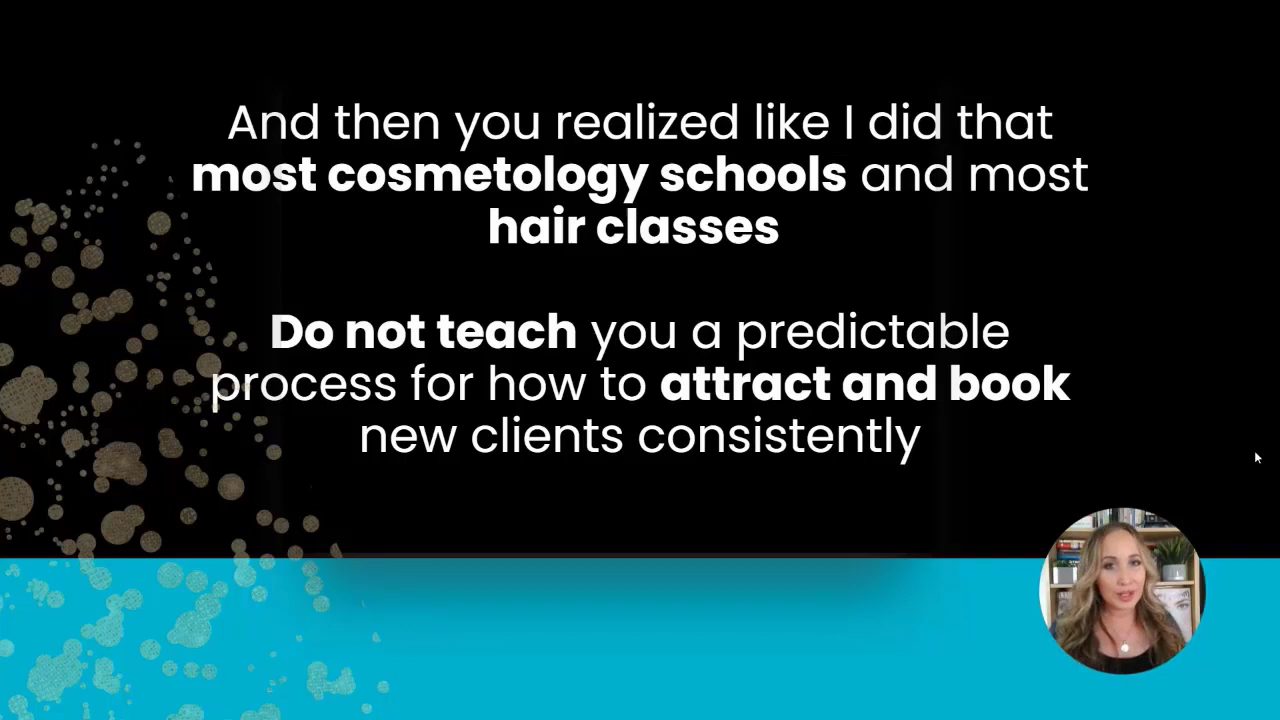 And then you realized like I did that
most cosmetology schools and most
hair classes
Do not teach you a predictable
process for how to attract and book
new clients consistently